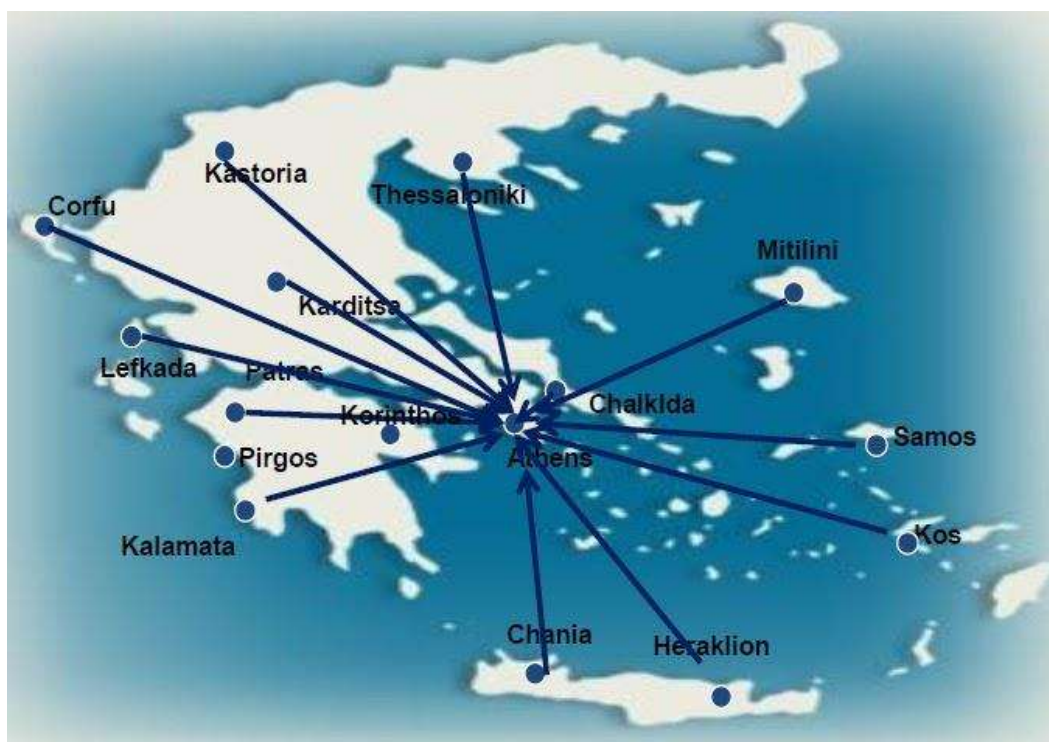 Kastoria
Thessaloniki
Corfu
Mitilini
Karditsa
Lefkada
Patras
Chalkida
Korinthos
Samos
Pirgos
Athens
Kos
Kalamata
Chania
Heraklion